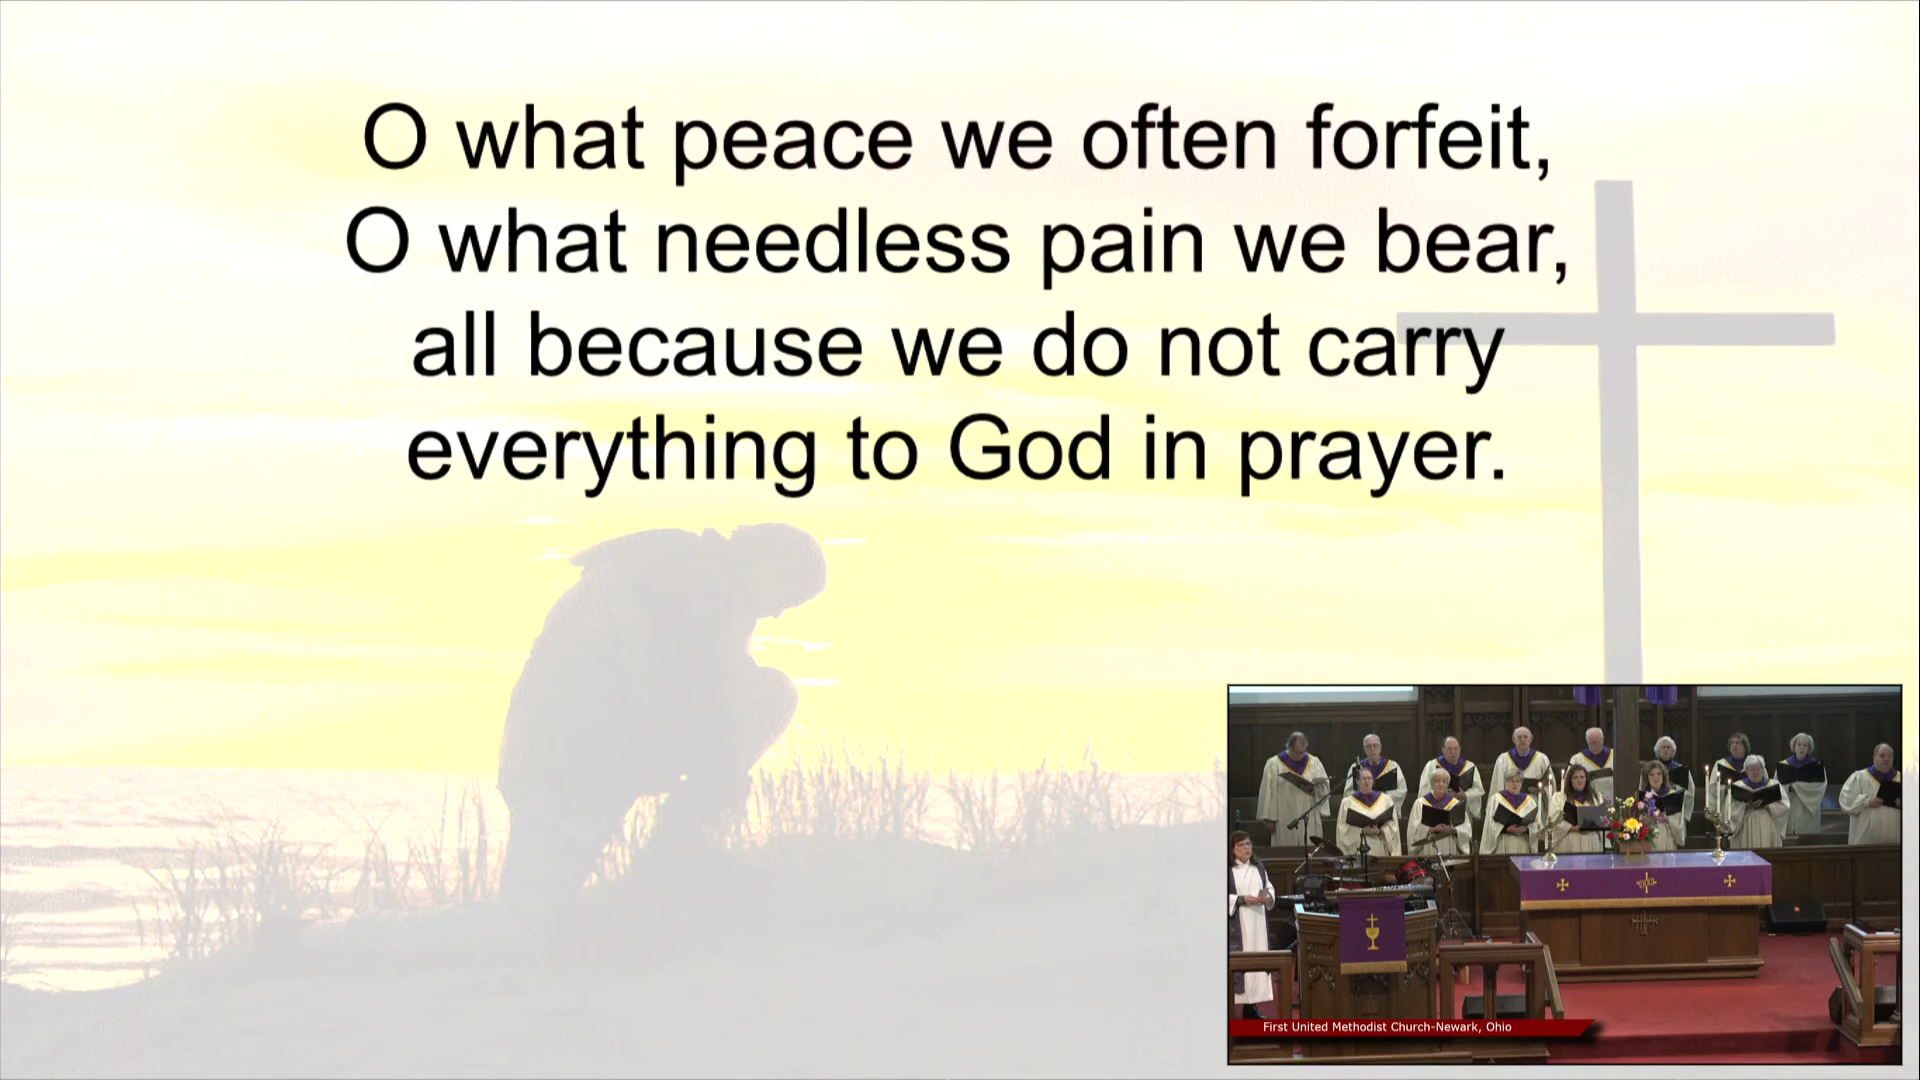 O what peace we often forfeit,
O what needless pain we bear,
all because we do not carry
everything to God in prayer.
First United Methodist Church-Newark, Ohio